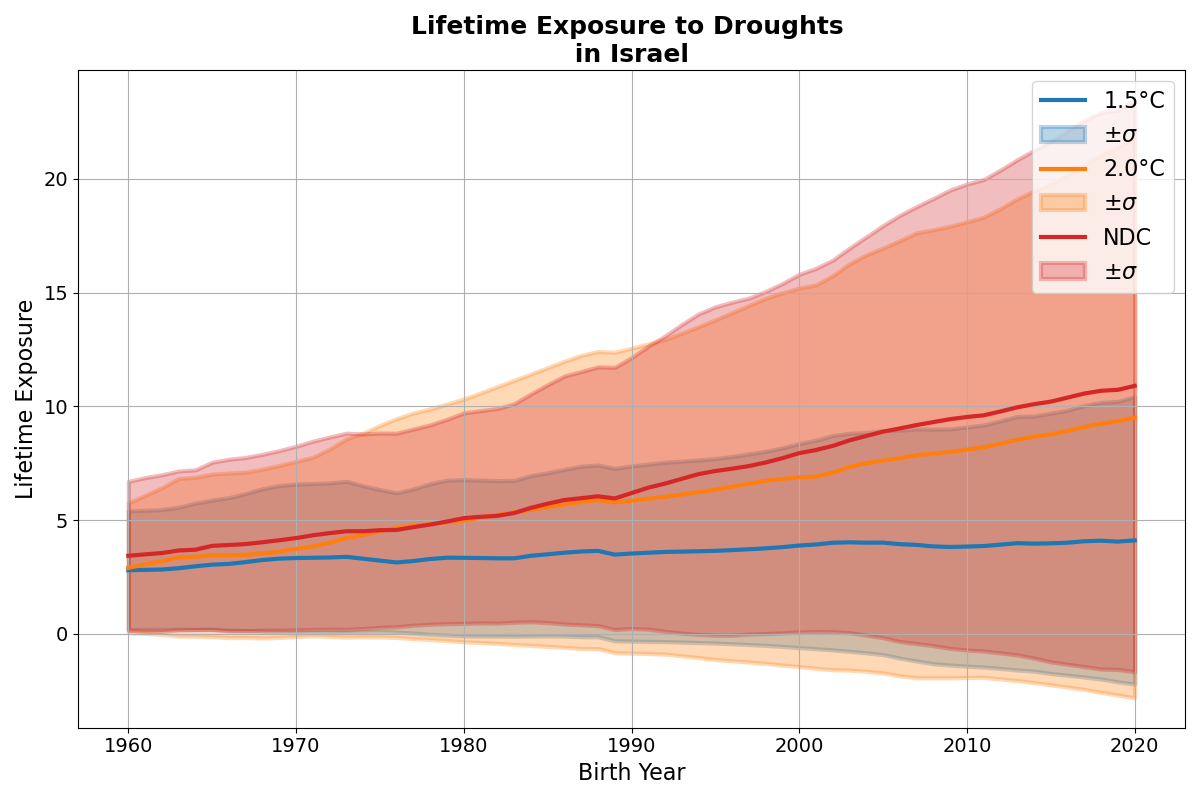 Lifetime Exposure to Droughts
in Israel
Lifetime Exposure
20
15
10
5
0
1960 1970 1980 1990 2000 2010 2020
Birth Year
1.5°C
±σ
2.0°C
±σ
NDC
±σ